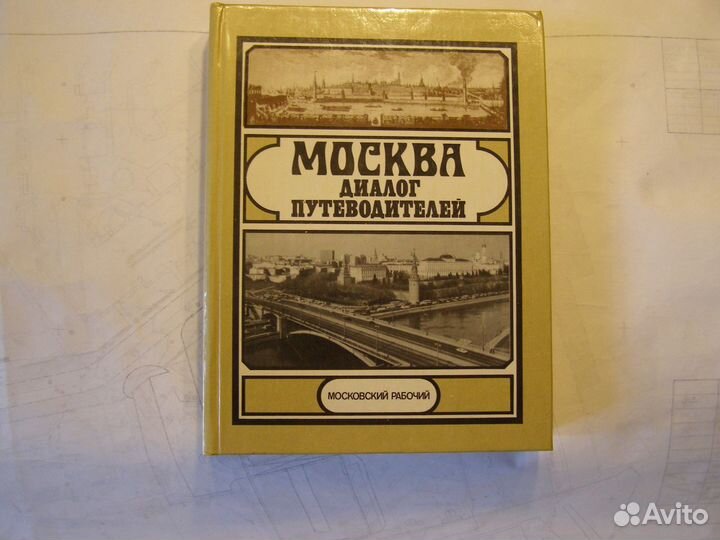 МОСКВА
ДИАЛОГ
ПУТЕВОДИТЕЛЕЙ
МОСКОВСКИЙ РАБОЧИЙ
Avito